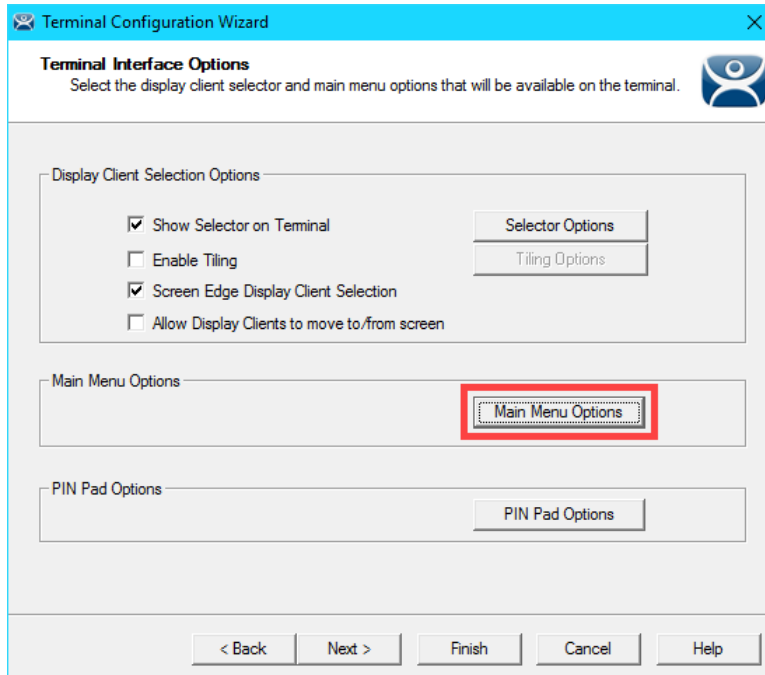 Terminal Configuration Wizard
Terminal Interface Options
Select the display client selector and main menu options that will be available on the terminal.
Display Client Selection Options
Show Selector on Terminal
Selector Options
Enable Tiling
Tiling Options
Screen Edge Display Client Selection
Allow Display Clients to move to/from screen
Main Menu Options
Main Menu Options
PIN Pad Options
PIN Pad Options
< Back
Next >
Finish
Cancel
Help